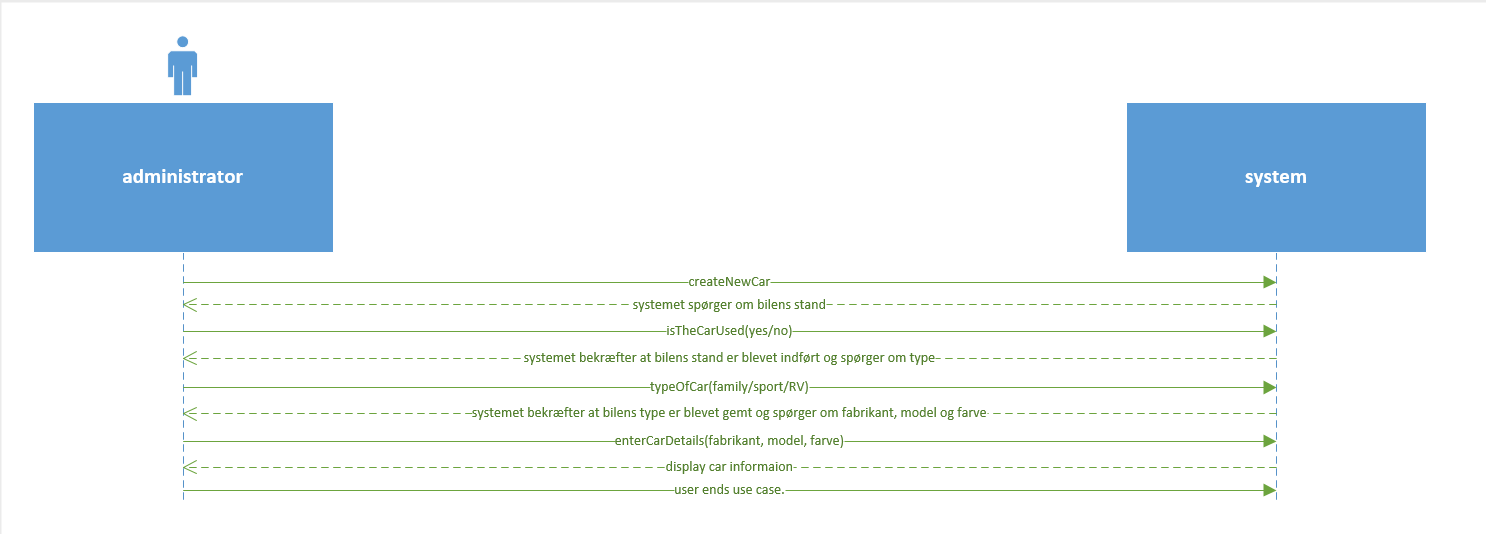 administrator
system
createNewCar
systemet spørger om bilens stand
isTheCarUsed(yes/no)
systemet bekræfter at bilens stand er blevet indført og spørger om type
typeOfCar(family/sport/RV)
systemet bekræfter at bilens type er blevet gemt og spørger om fabrikant, model og farve
enterCarDetails(fabrikant, model, farve)
display car informaion
user ends use case.